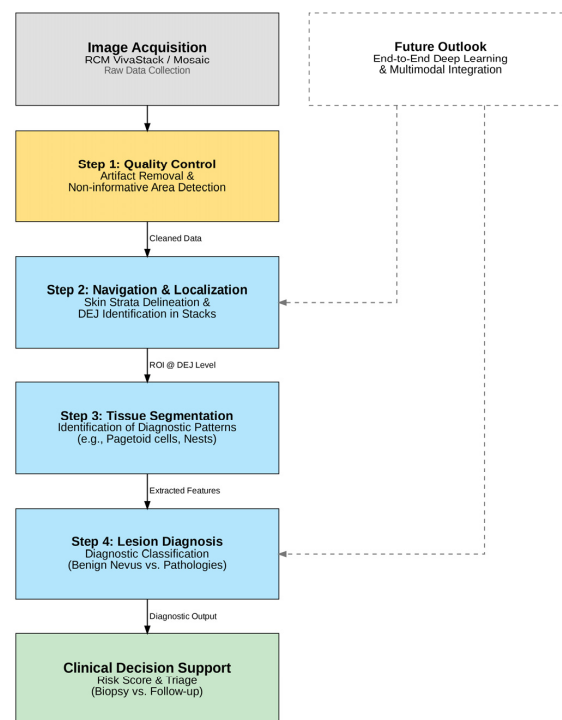 Image Acquisition
RCM VivaStack / Mosaic
Raw Data Collection
Future Outlook
End-to-End Deep Learning
& Multimodal Integration
Step 1: Quality Control
Artifact Removal &
Non-informative Area Detection
Cleaned Data
Step 2: Navigation & Localization
Skin Strata Delineation &
DEJ Identification in Stacks
ROI @ DEJ Level
Step 3: Tissue Segmentation
Identification of Diagnostic Patterns
(e.g., Pagetoid cells, Nests)
Extracted Features
Step 4: Lesion Diagnosis
Diagnostic Classification
(Benign Nevus vs. Pathologies)
Diagnostic Output
Clinical Decision Support
Risk Score & Triage
(Biopsy vs. Follow-up)